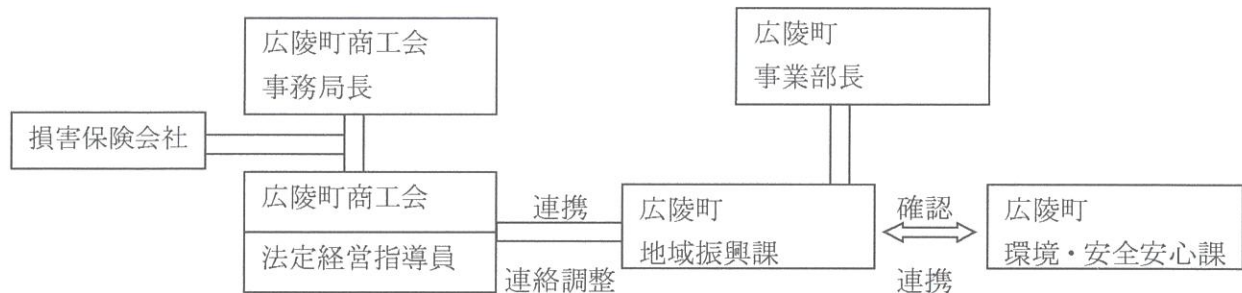 広陵町商工会
事務局長
広陵町
事業部長
損害保険会社
広陵町商工会
法定経営指導員
連携
連絡調整
広陵町
地域振興課
確認
連携
広陵町
環境・安全安心課